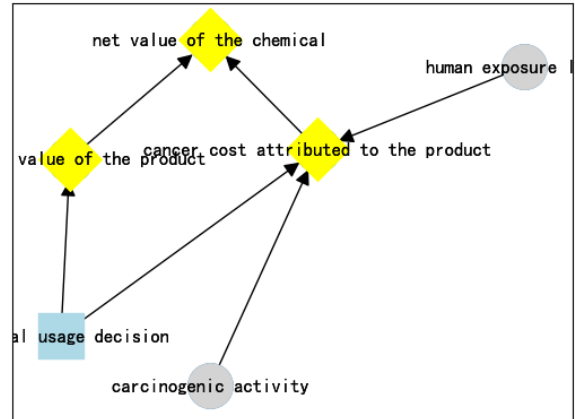 net value of the chemical
human exposure l
value of the product
cancer cost attributed to the product
al usage decision
carcinogenic activity